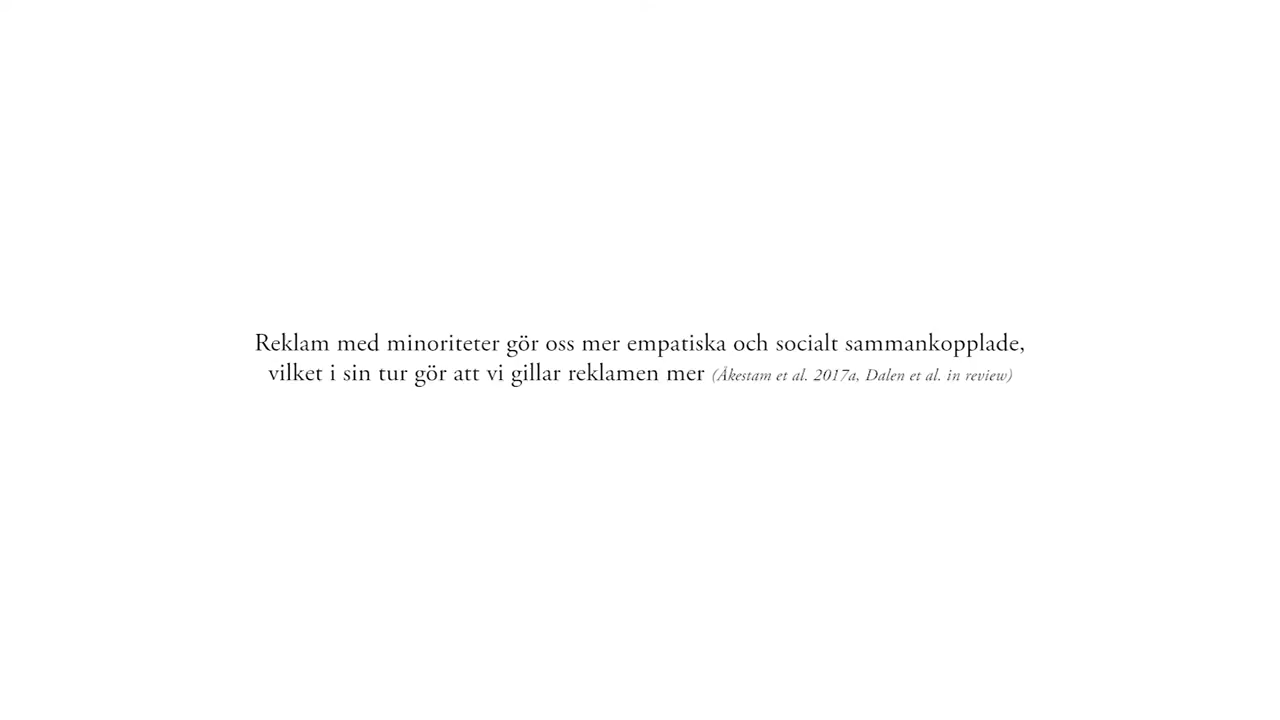 Reklam med minoriteter gör oss mer empatiska och socialt sammankopplade,
vilket i sin tur gör att vi gillar reklamen mer (Åkestam et al. 2017a, Dalen et al. in review)